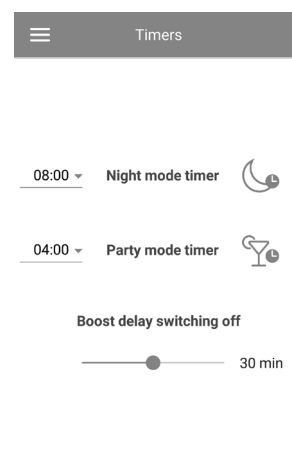 Timers
08:00 Night mode timer
04:00 Party mode timer
Boost delay switching off
30 min